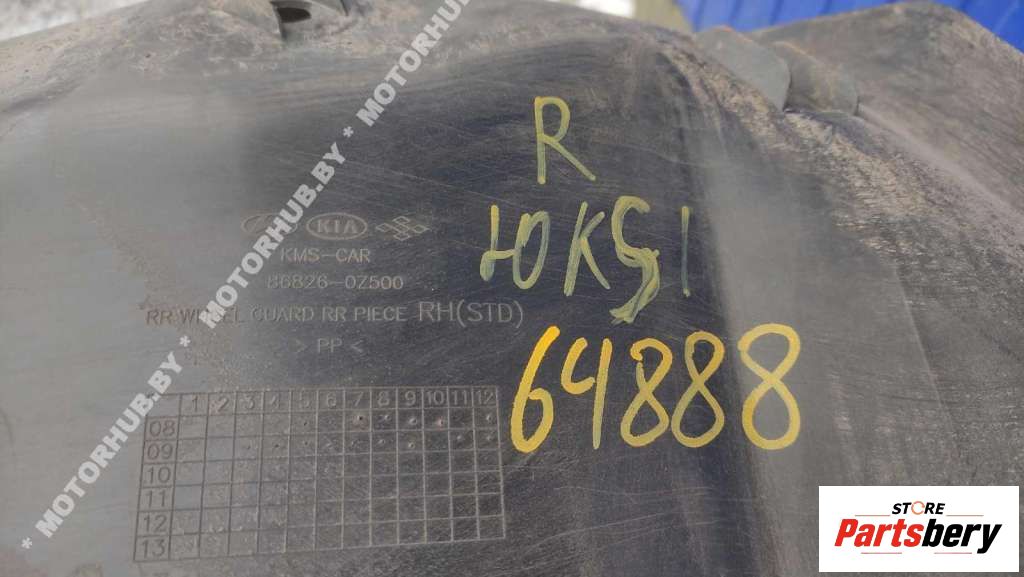 * MOTORHUB.BY * MOTORHUB.BY * MOTORHUB.BY
R
KIA
KMS-CAR
86826-0Z500
RR WHEEL GUARD RR PIECE RH(STD)
> PP <
64888
1 2 3 4 5 6 7 8 9 10 11 12
08
09
10
11
12
13
STORE
Partsbery